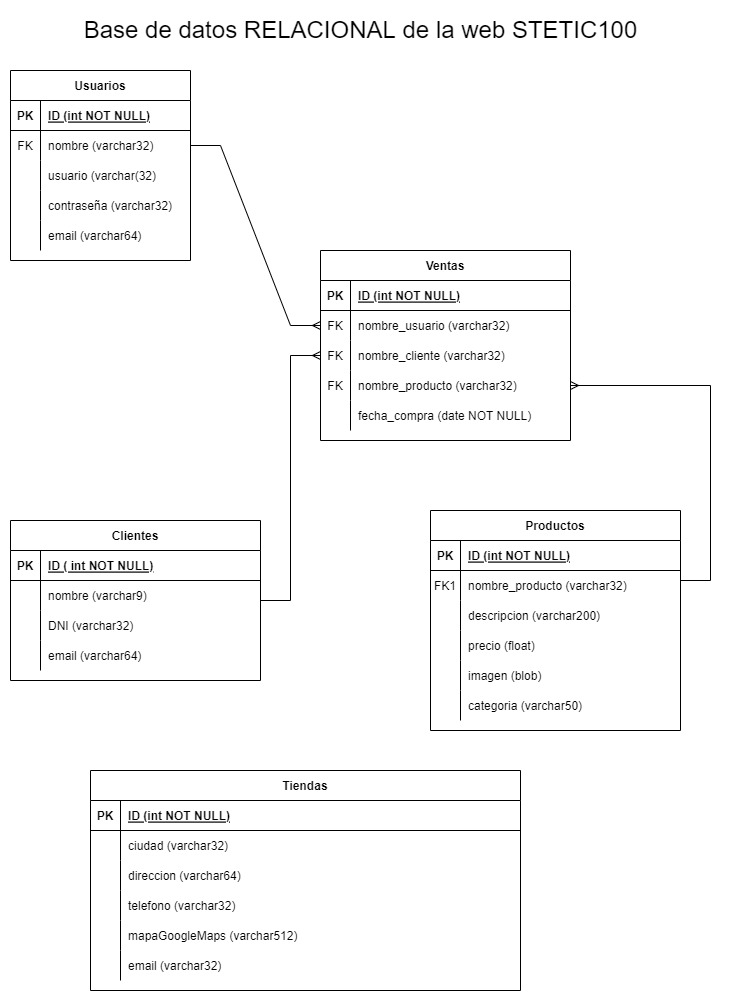 Base de datos RELACIONAL de la web STETIC100
Usuarios
PK ID (int NOT NULL)
FK nombre (varchar32)
usuario (varchar(32)
contraseña (varchar32)
email (varchar64)
Ventas
PK ID (int NOT NULL)
FK nombre_usuario (varchar32)
FK nombre_cliente (varchar32)
FK nombre_producto (varchar32)
fecha_compra (date NOT NULL)
Clientes
PK ID ( int NOT NULL)
nombre (varchar9)
DNI (varchar32)
email (varchar64)
Productos
PK ID (int NOT NULL)
FK1 nombre_producto (varchar32)
descripcion (varchar200)
precio (float)
imagen (blob)
categoria (varchar50)
Tiendas
PK ID (int NOT NULL)
ciudad (varchar32)
direccion (varchar64)
telefono (varchar32)
mapaGoogleMaps (varchar512)
email (varchar32)